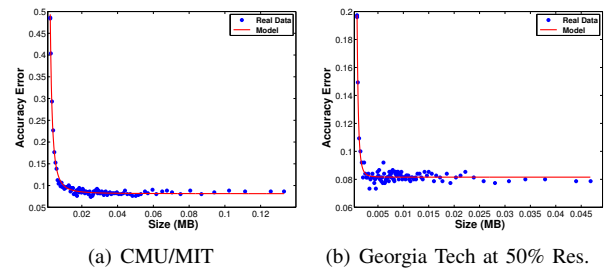 0.5
0.45
0.4
0.35
0.3
0.25
0.2
0.15
0.1
0.05
Accuracy Error
Real Data
Model
0.02 0.04 0.06 0.08 0.1 0.12
Size (MB)
(a) CMU/MIT
0.2
0.18
0.16
0.14
0.12
0.1
0.08
0.06
Accuracy Error
Real Data
Model
0.005 0.01 0.015 0.02 0.025 0.03 0.035 0.04 0.045
Size (MB)
(b) Georgia Tech at 50% Res.